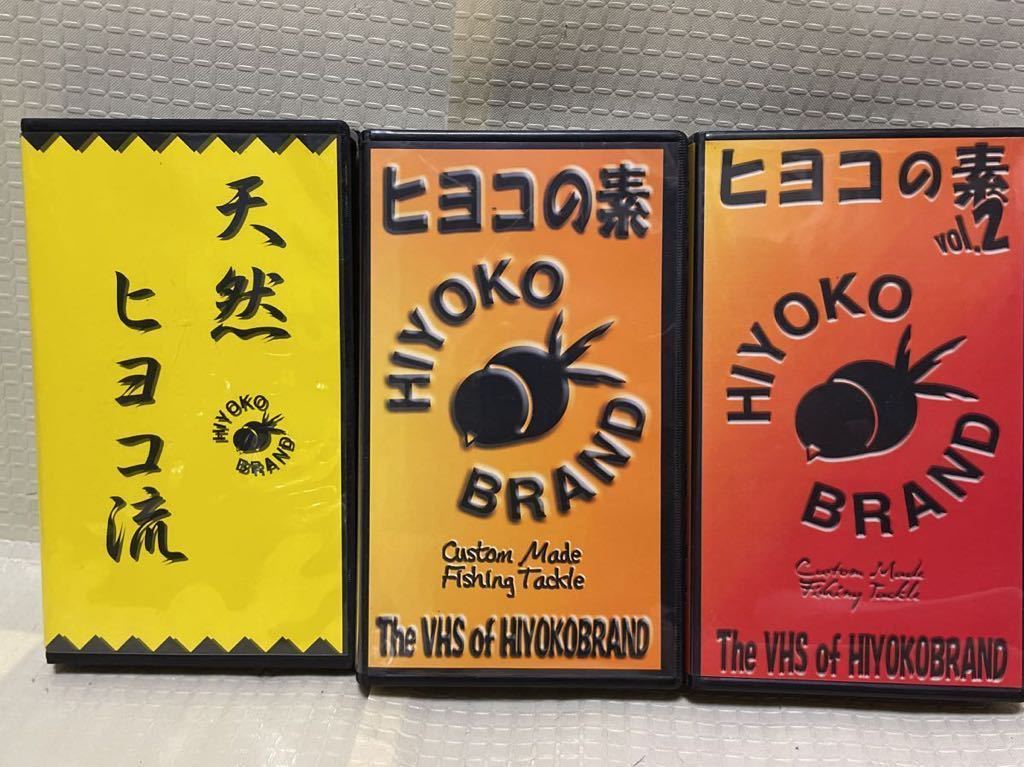 天然
ヒヨコ流
HIYOKO
BRAND
ヒヨコの素
HIYOKO
BRAND
Custom Made
Fishing Tackle
The VHS of HIYOKOBRAND
ヒヨコの素
vol.2
HIYOKO
BRAND
Custom Made
Fishing Tackle
The VHS of HIYOKOBRAND